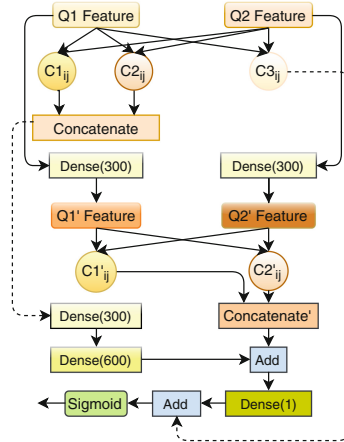 Q1 Feature Q2 Feature
C1ij C2ij C3ij
Concatenate
Dense(300) Dense(300)
Q1' Feature Q2' Feature
C1'ij C2'ij
Dense(300) Concatenate'
Dense(600) Add
Sigmoid Add Dense(1)